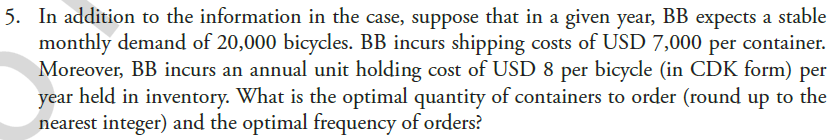 5. In addition to the information in the case, suppose that in a given year, BB expects a stable
monthly demand of 20,000 bicycles. BB incurs shipping costs of USD 7,000 per container.
Moreover, BB incurs an annual unit holding cost of USD 8 per bicycle (in CDK form) per
year held in inventory. What is the optimal quantity of containers to order (round up to the
nearest integer) and the optimal frequency of orders?